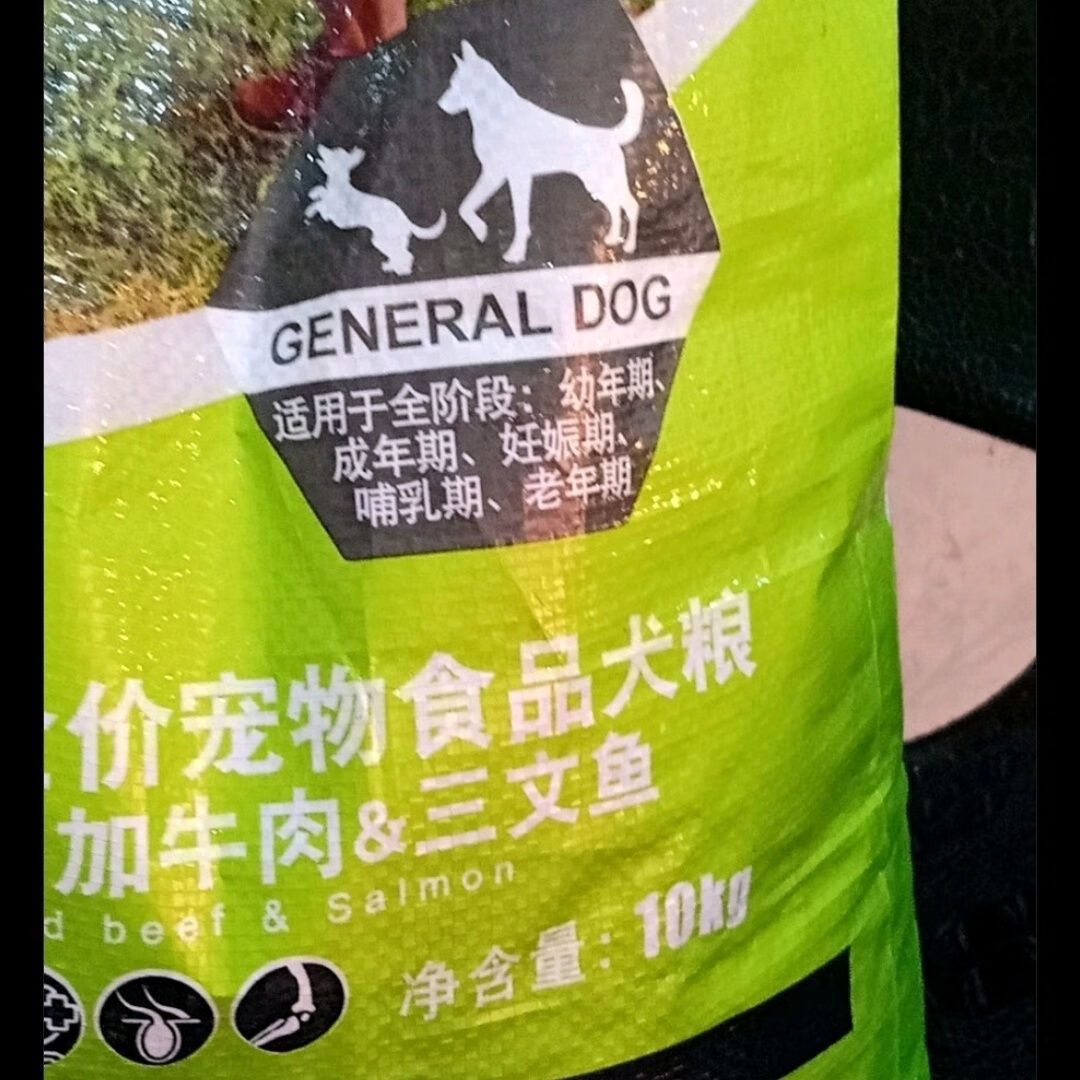 GENERAL DOG
适用于全阶段：幼年期、
成年期、妊娠期、
哺乳期、老年期
价宠物食品犬粮
加牛肉&三文鱼
d beef & Salmon
净含量：10kg